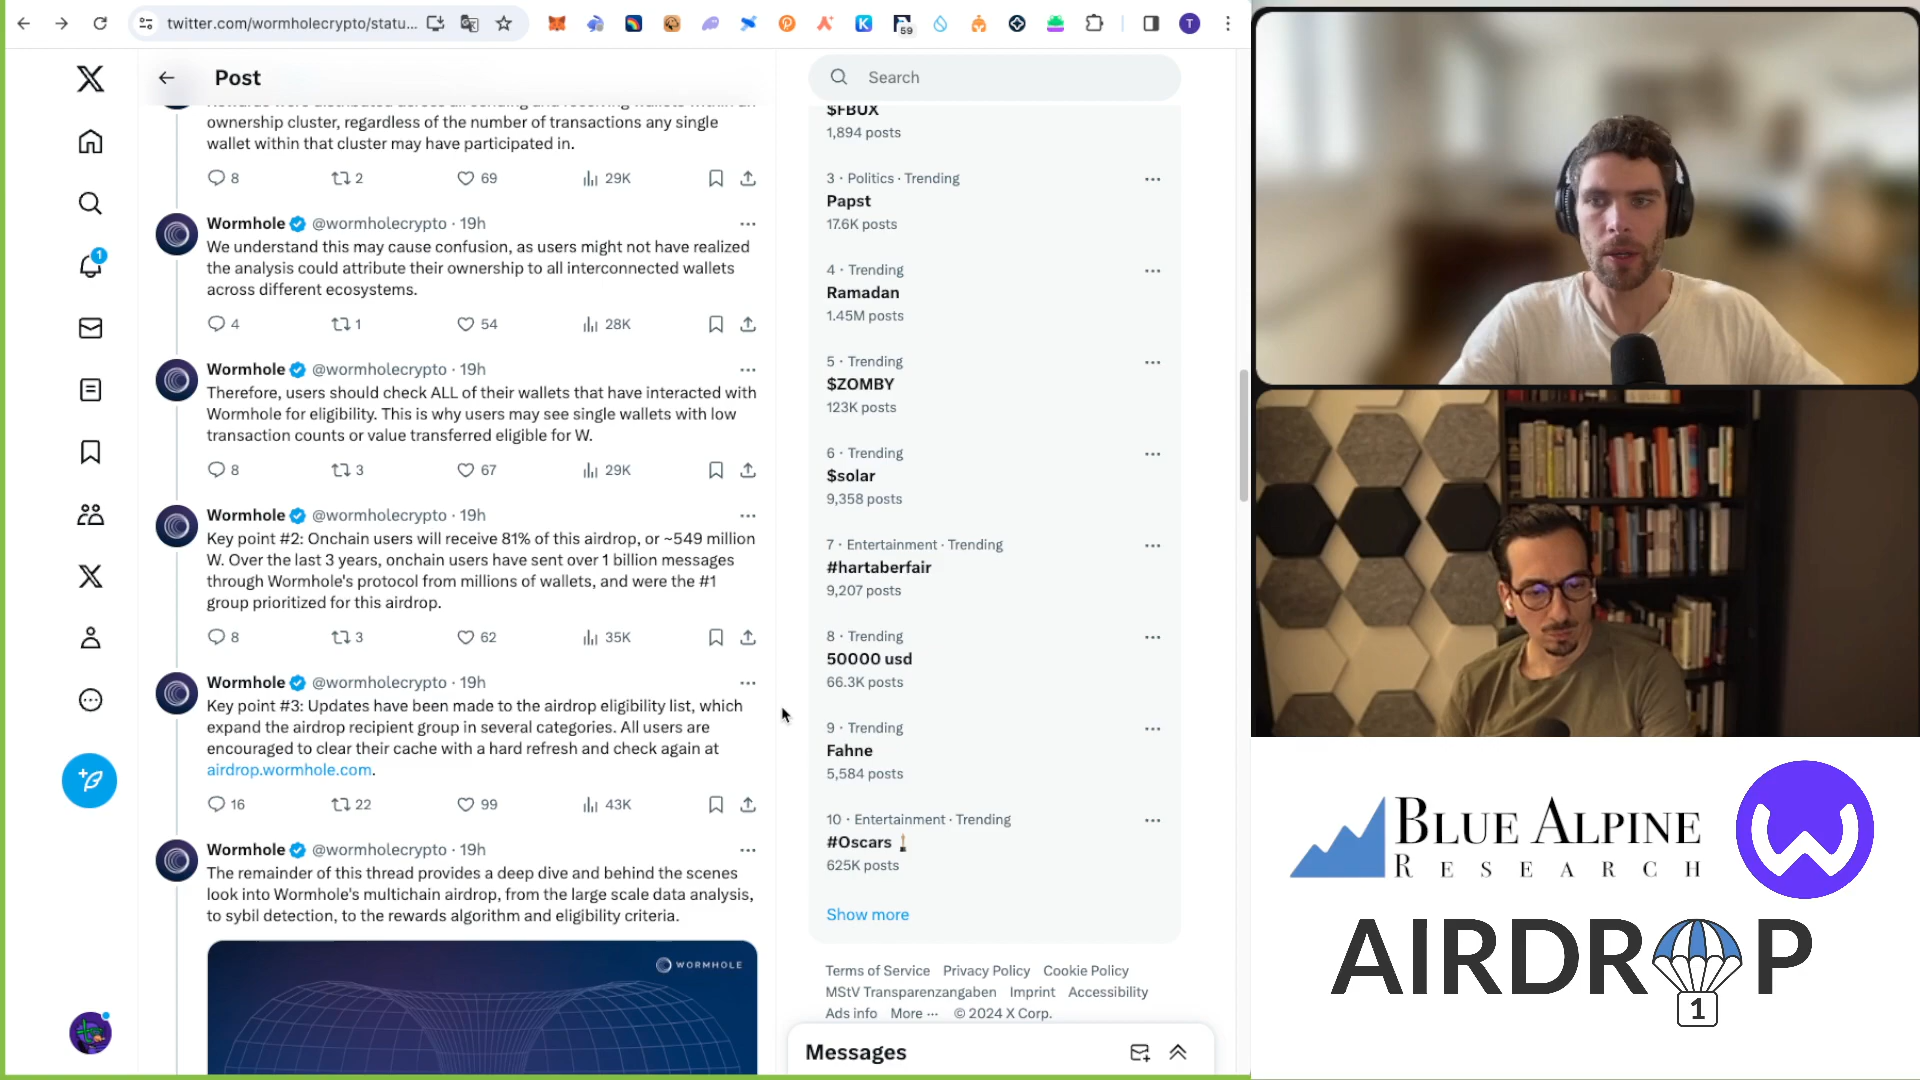 twitter.com/wormholecrypto/statu...
59
T
Post
Search
ownership cluster, regardless of the number of transactions any single
wallet within that cluster may have participated in.
8
2
69
29K
Wormhole @wormholecrypto · 19h
We understand this may cause confusion, as users might not have realized
the analysis could attribute their ownership to all interconnected wallets
across different ecosystems.
4
1
54
28K
Wormhole @wormholecrypto · 19h
Therefore, users should check ALL of their wallets that have interacted with
Wormhole for eligibility. This is why users may see single wallets with low
transaction counts or value transferred eligible for W.
8
3
67
29K
Wormhole @wormholecrypto · 19h
Key point #2: Onchain users will receive 81% of this airdrop, or ~549 million
W. Over the last 3 years, onchain users have sent over 1 billion messages
through Wormhole's protocol from millions of wallets, and were the #1
group prioritized for this airdrop.
8
3
62
35K
Wormhole @wormholecrypto · 19h
Key point #3: Updates have been made to the airdrop eligibility list, which
expand the airdrop recipient group in several categories. All users are
encouraged to clear their cache with a hard refresh and check again at
airdrop.wormhole.com.
16
22
99
43K
Wormhole @wormholecrypto · 19h
The remainder of this thread provides a deep dive and behind the scenes
look into Wormhole's multichain airdrop, from the large scale data analysis,
to sybil detection, to the rewards algorithm and eligibility criteria.
WORMHOLE
1
$FBUX
1,894 posts
3 · Politics · Trending
Papst
17.6K posts
4 · Trending
Ramadan
1.45M posts
5 · Trending
$ZOMBY
123K posts
6 · Trending
$solar
9,358 posts
7 · Entertainment · Trending
#hartaberfair
9,207 posts
8 · Trending
50000 usd
66.3K posts
9 · Trending
Fahne
5,584 posts
10 · Entertainment · Trending
#Oscars
625K posts
Show more
Terms of Service Privacy Policy Cookie Policy
MStV Transparenzangaben Imprint Accessibility
Ads info More ··· © 2024 X Corp.
Messages
BLUE ALPINE
RESEARCH
W
AIRDROP
1